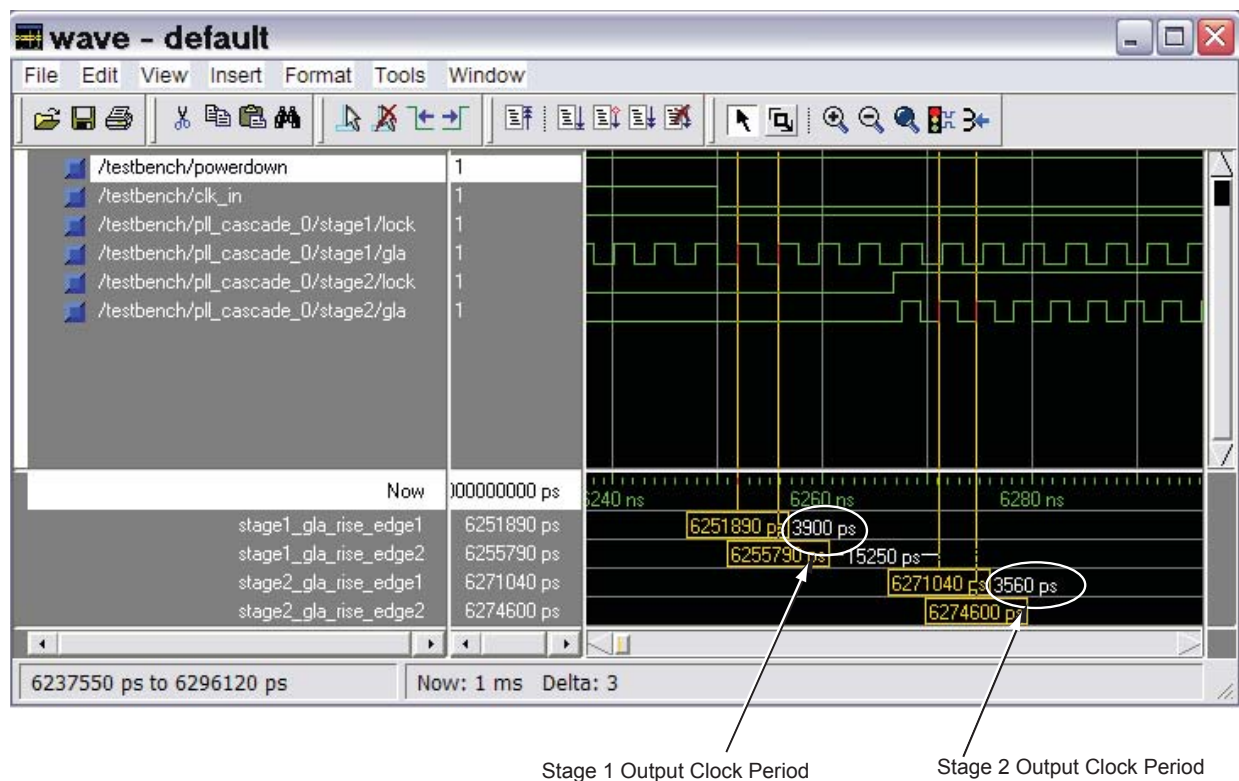 wave - default
File Edit View Insert Format Tools Window
/testbench/powerdown 1
/testbench/clk_in 1
/testbench/pll_cascade_0/stage1/lock 1
/testbench/pll_cascade_0/stage1/gla 1
/testbench/pll_cascade_0/stage2/lock 1
/testbench/pll_cascade_0/stage2/gla 1
Now 000000000 ps 6240 ns 6260 ns 6280 ns
stage1_gla_rise_edge1 6251890 ps 6251890 ps 3900 ps
stage1_gla_rise_edge2 6255790 ps 6255790 ps 15250 ps
stage2_gla_rise_edge1 6271040 ps 6271040 ps 3560 ps
stage2_gla_rise_edge2 6274600 ps 6274600 ps
6237550 ps to 6296120 ps Now: 1 ms Delta: 3
Stage 1 Output Clock Period
Stage 2 Output Clock Period